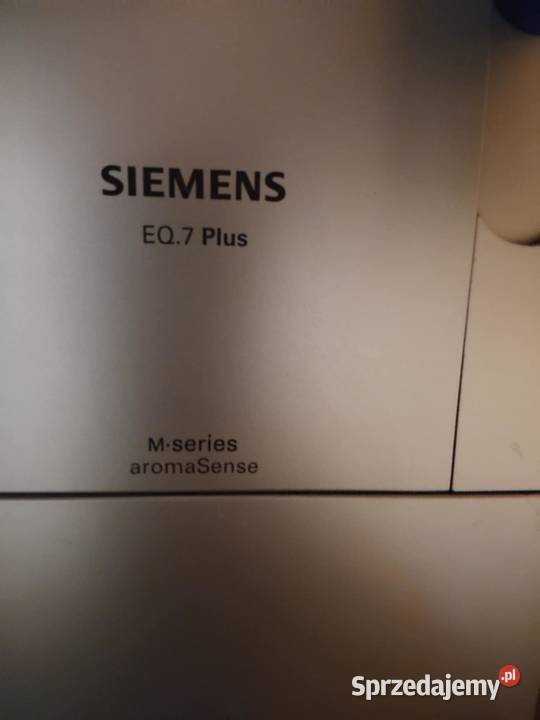 SIEMENS
EQ.7 Plus
M·series
aromaSense
Sprzedajemy.pl